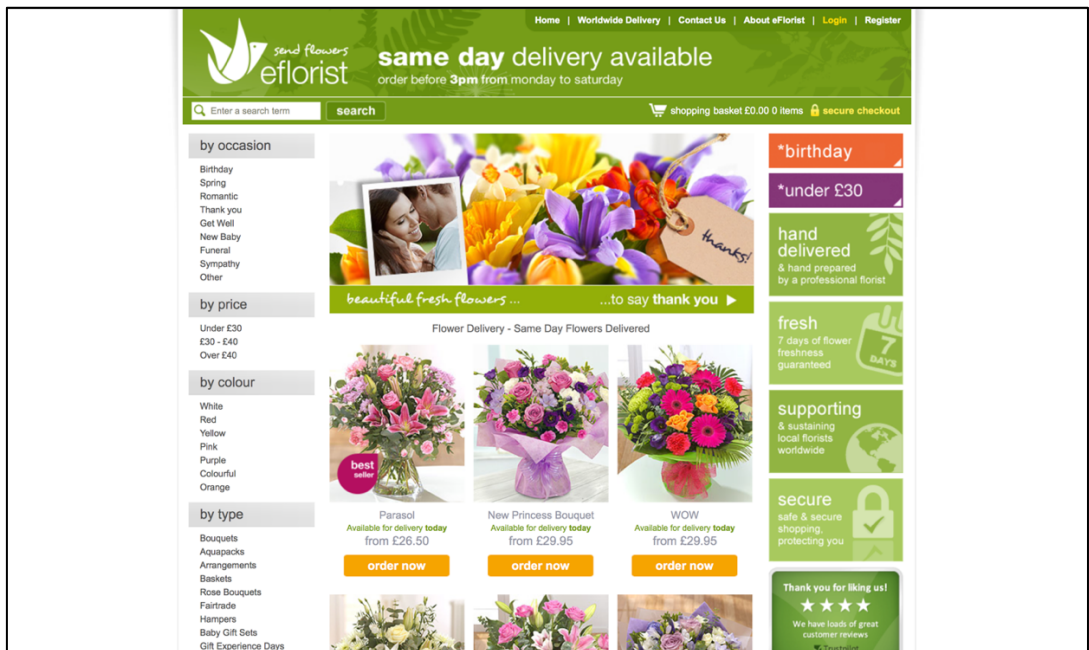 Home | Worldwide Delivery | Contact Us | About eFlorist | Login | Register
send flowers
eflorist
same day delivery available
order before 3pm from monday to saturday
Enter a search term
search
shopping basket £0.00 0 items
secure checkout
by occasion
Birthday
Spring
Romantic
Thank you
Get Well
New Baby
Funeral
Sympathy
Other
by price
Under £30
£30 - £40
Over £40
by colour
White
Red
Yellow
Pink
Purple
Colourful
Orange
by type
Bouquets
Aquapacks
Arrangements
Baskets
Rose Bouquets
Fairtrade
Hampers
Baby Gift Sets
Gift Experience Days
thanks!
beautiful fresh flowers ...
...to say thank you
Flower Delivery - Same Day Flowers Delivered
best
seller
Parasol
Available for delivery today
from £26.50
order now
New Princess Bouquet
Available for delivery today
from £29.95
order now
WOW
Available for delivery today
from £29.95
order now
*birthday
*under £30
hand
delivered
& hand prepared
by a professional florist
fresh
7 days of flower
freshness
guaranteed
7
DAYS
supporting
& sustaining
local florists
worldwide
secure
safe & secure
shopping,
protecting you
Thank you for liking us!
We have loads of great
customer reviews
Trustpilot